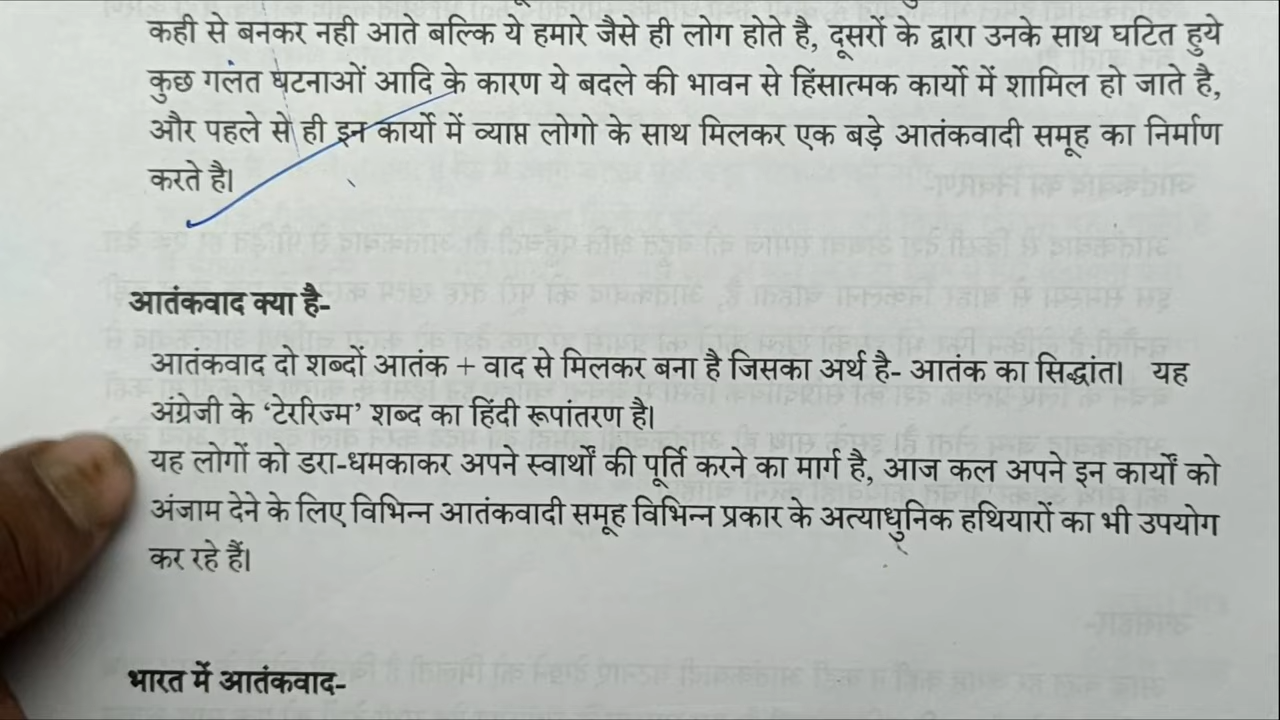 कही से बनकर नही आते बल्कि ये हमारे जैसे ही लोग होते है, दूसरों के द्वारा उनके साथ घटित हुये
कुछ गलत घटनाओं आदि के कारण ये बदले की भावन से हिंसात्मक कार्यो में शामिल हो जाते है,
और पहले से ही इन कार्यो में व्याप्त लोगो के साथ मिलकर एक बड़े आतंकवादी समूह का निर्माण
करते है।
आतंकवाद क्या है-
आतंकवाद दो शब्दों आतंक + वाद से मिलकर बना है जिसका अर्थ है- आतंक का सिद्धांत। यह
अंग्रेजी के ‘टेररिज्म’ शब्द का हिंदी रूपांतरण है।
यह लोगों को डरा-धमकाकर अपने स्वार्थों की पूर्ति करने का मार्ग है, आज कल अपने इन कार्यों को
अंजाम देने के लिए विभिन्न आतंकवादी समूह विभिन्न प्रकार के अत्याधुनिक हथियारों का भी उपयोग
कर रहे हैं।
भारत में आतंकवाद-